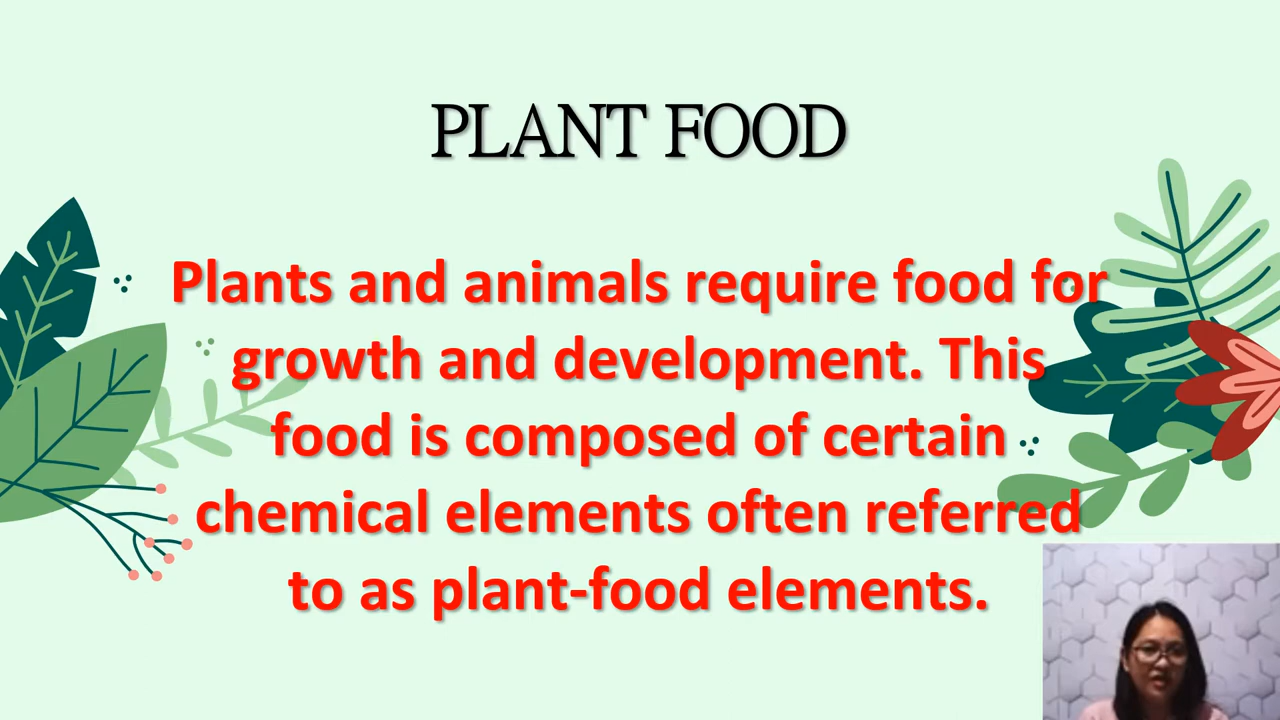 PLANT FOOD
Plants and animals require food for
growth and development. This
food is composed of certain
chemical elements often referred
to as plant-food elements.